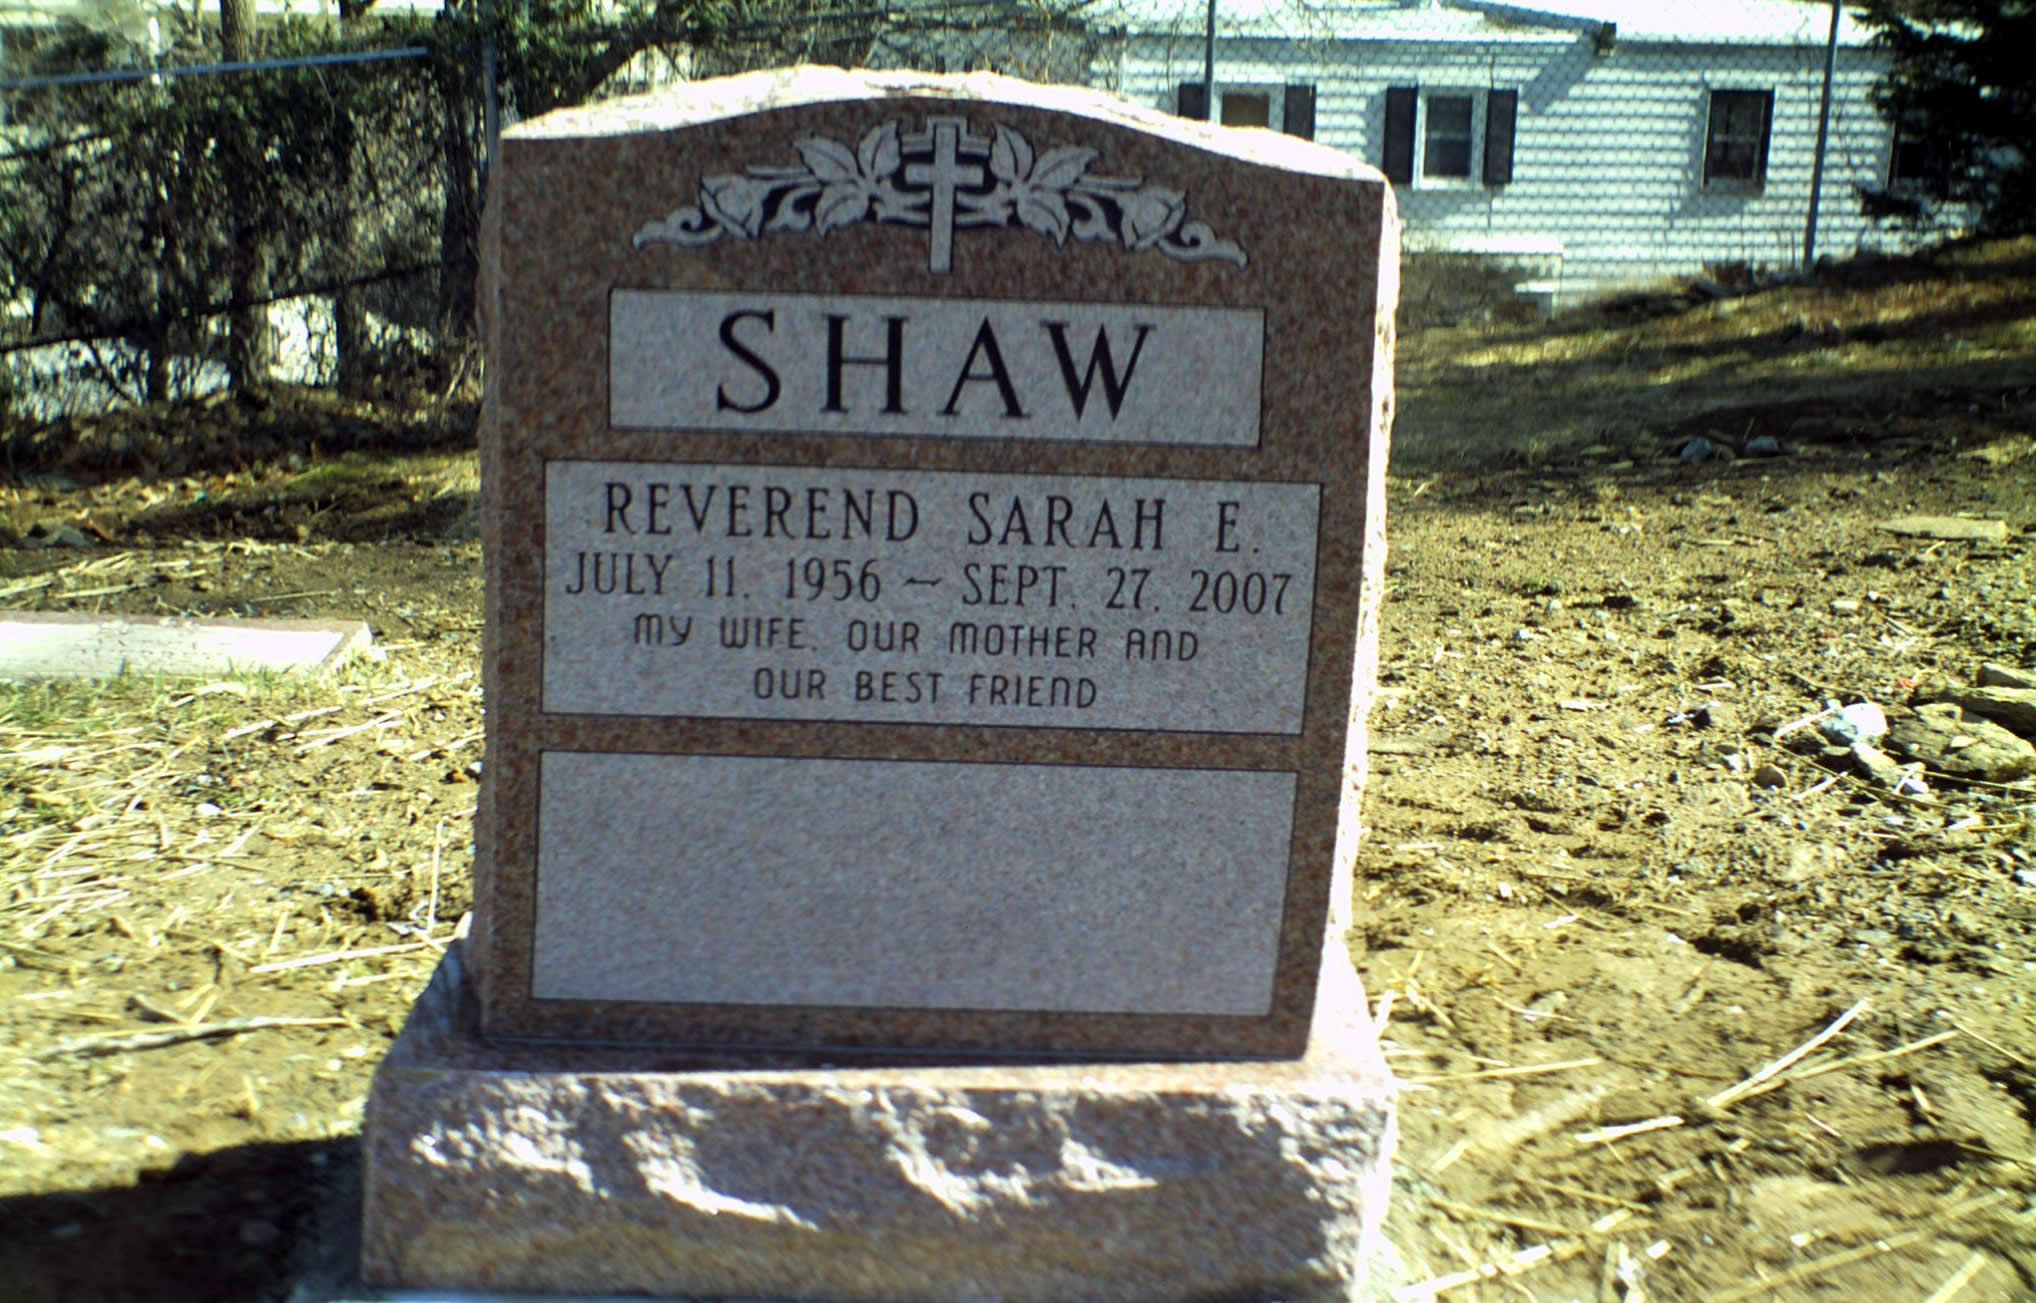 SHAW
REVEREND SARAH E.
JULY 11. 1956 ~ SEPT. 27. 2007
MY WIFE. OUR MOTHER AND
OUR BEST FRIEND